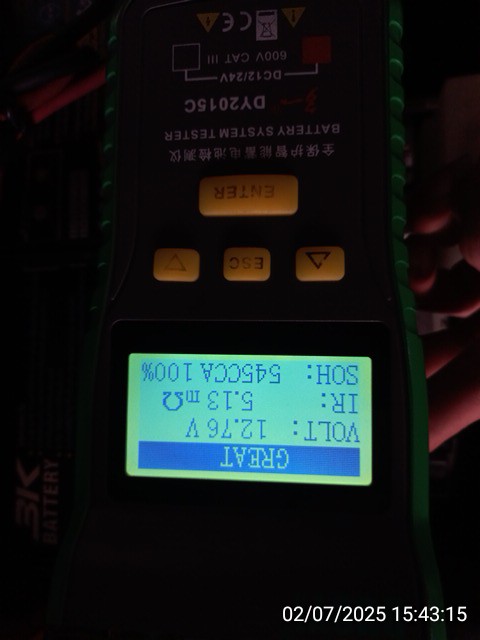 GREAT
VOLT: 12.76 V
IR: 5.13 mΩ
SOH: 545CCA 100%
ESC
ENTER
全保护智能蓄电池检测仪
BATTERY SYSTEM TESTER
DY2015C
DC12/24V
600V CAT III
CE
3K
BATTERY
02/07/2025 15:43:15